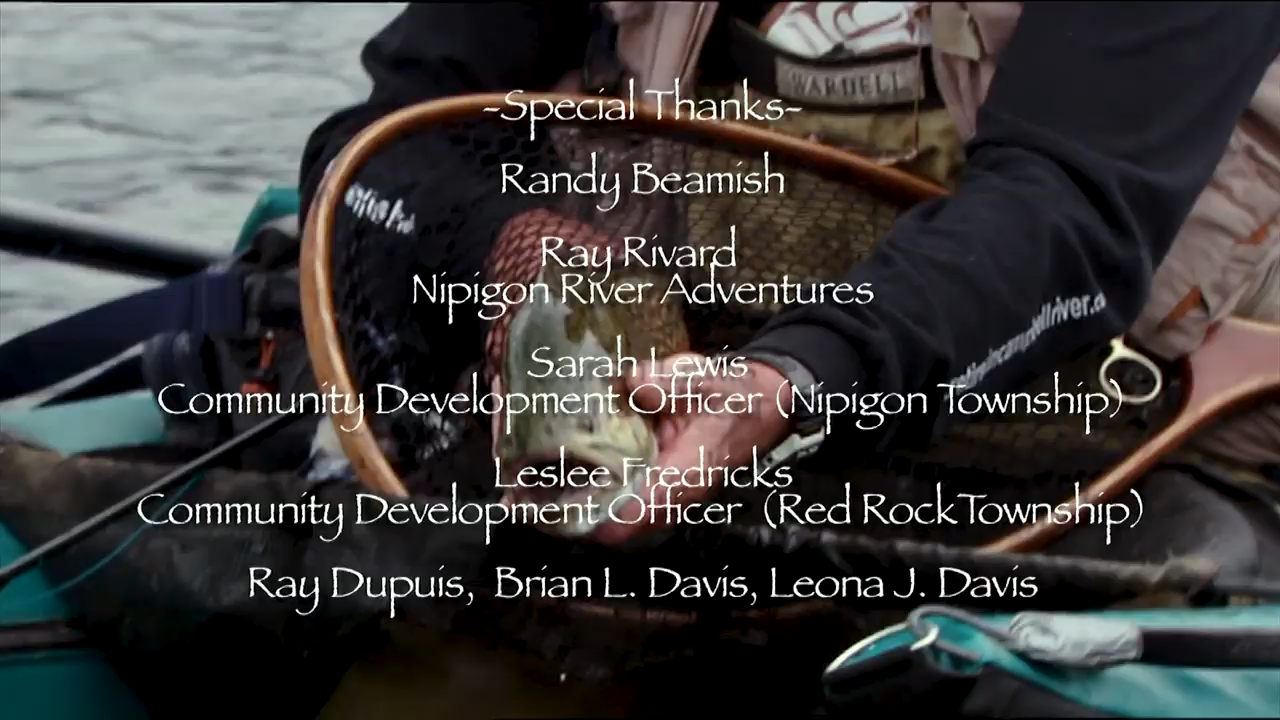 WARDELL
~Special Thanks~
Randy Beamish
Ray Rivard
Nipigon River Adventures
Sarah Lewis
Community Development Officer (Nipigon Township)
Leslee Fredricks
Community Development Officer (Red Rock Township)
Ray Dupuis, Brian L. Davis, Leona J. Davis